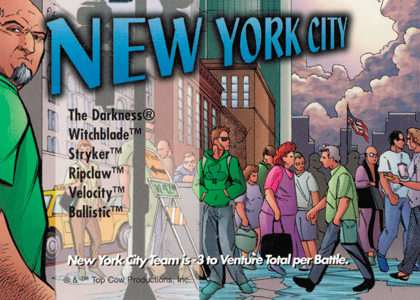 NEW YORK CITY
The Darkness®
Witchblade™
Stryker™
Ripclaw™
Velocity™
Ballistic™
New York City Team is -3 to Venture Total per Battle.
® & ™ Top Cow Productions, Inc.